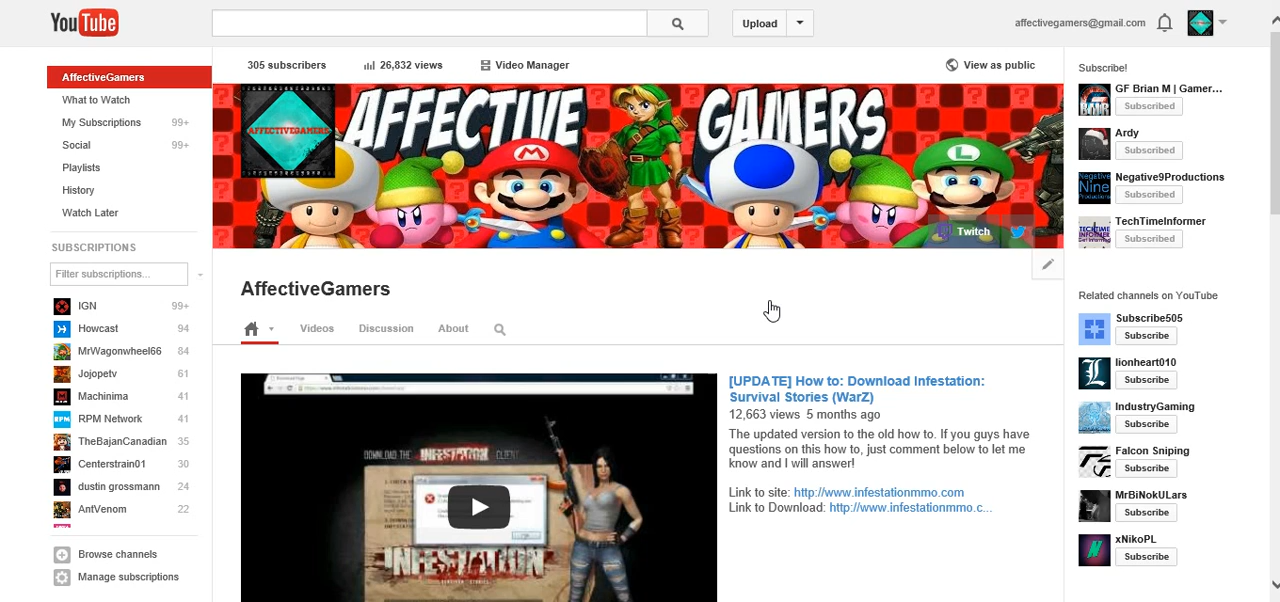 YouTube
Upload
affectivegamers@gmail.com
AffectiveGamers
What to Watch
My Subscriptions 99+
Social 99+
Playlists
History
Watch Later
SUBSCRIPTIONS
Filter subscriptions...
IGN 99+
Howcast 94
MrWagonwheel66 84
Jojopetv 61
Machinima 41
RPM Network 41
TheBajanCanadian 35
Centerstrain01 30
dustin grossmann 24
AntVenom 22
Browse channels
Manage subscriptions
305 subscribers
26,832 views
Video Manager
View as public
AFFECTIVE GAMERS
AFFECTIVEGAMERS
Twitch
AffectiveGamers
Videos
Discussion
About
DOWNLOAD THE INFESTATION CLIENT
INFESTATION
[UPDATE] How to: Download Infestation:
Survival Stories (WarZ)
12,663 views 5 months ago
The updated version to the old how to. If you guys have
questions on this how to, just comment below to let me
know and I will answer!
Link to site: http://www.infestationmmo.com
Link to Download: http://www.infestationmmo.c...
Subscribe!
GF Brian M | Gamer...
Subscribed
Ardy
Subscribed
Negative9Productions
Subscribed
TechTimeInformer
Subscribed
Related channels on YouTube
Subscribe505
Subscribe
lionheart010
Subscribe
IndustryGaming
Subscribe
Falcon Sniping
Subscribe
MrBiNokULars
Subscribe
xNikoPL
Subscribe